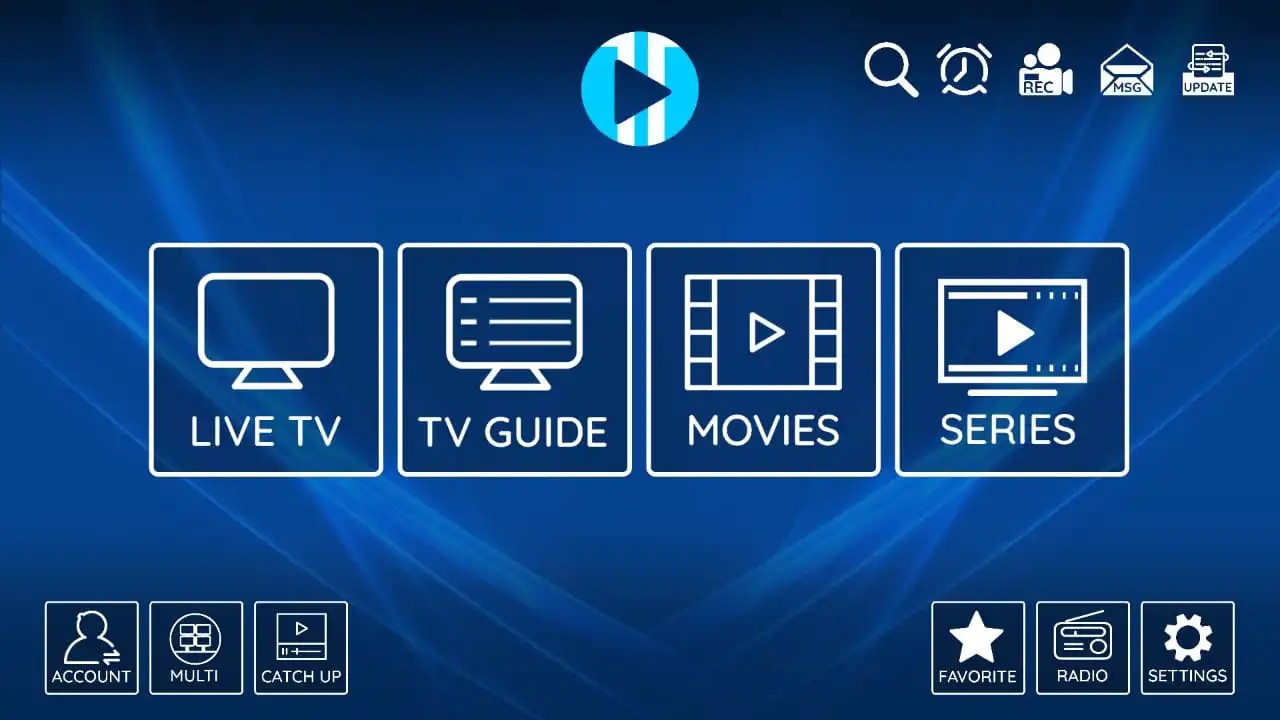 REC
MSG
UPDATE
LIVE TV
TV GUIDE
MOVIES
SERIES
ACCOUNT
MULTI
CATCH UP
FAVORITE
RADIO
SETTINGS